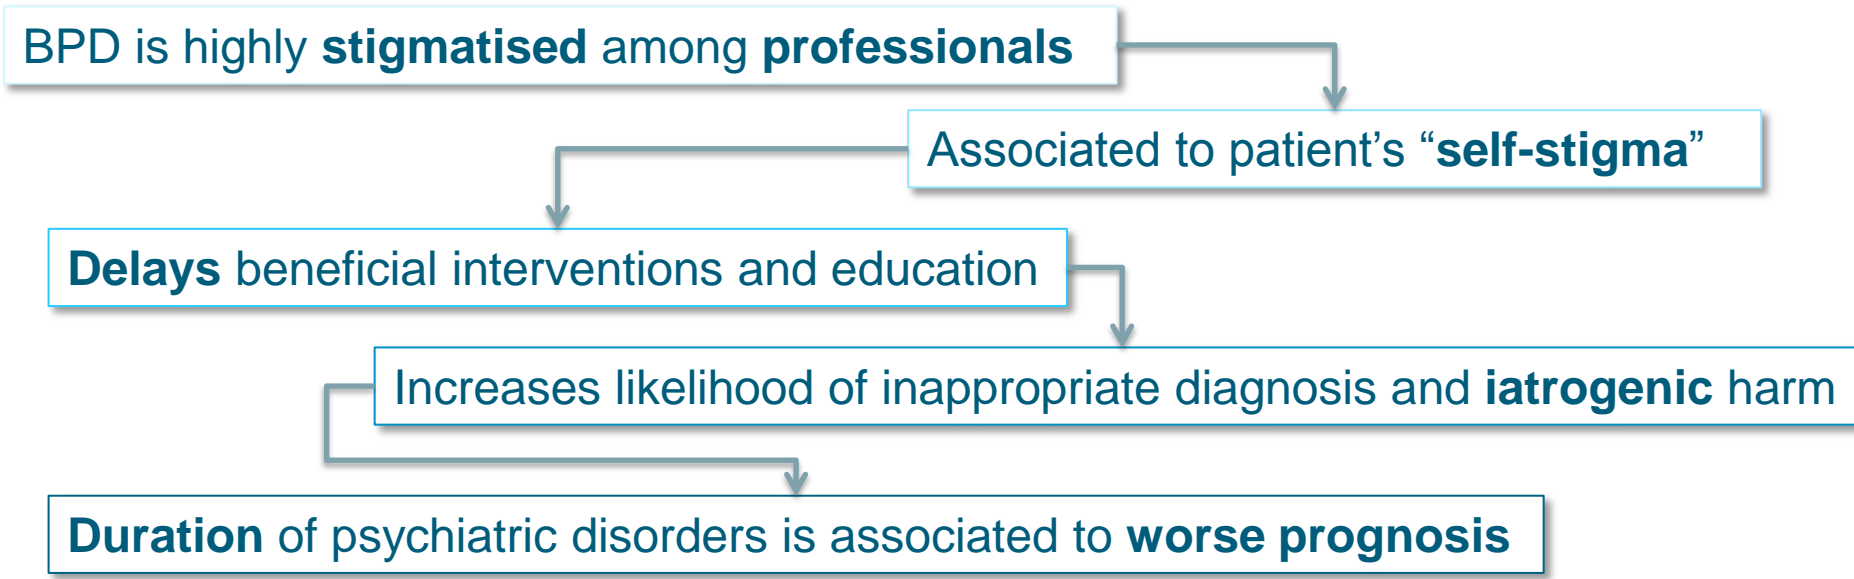 BPD is highly stigmatised among professionals
Associated to patient’s “self-stigma”
Delays beneficial interventions and education
Increases likelihood of inappropriate diagnosis and iatrogenic harm
Duration of psychiatric disorders is associated to worse prognosis